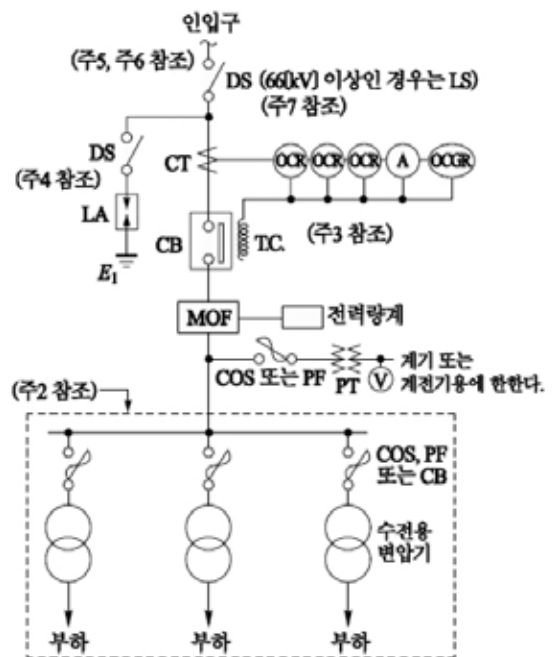 인입구
(주5, 주6 참조)
DS (66[kV] 이상인 경우는 LS)
(주7 참조)
DS
(주4 참조)
CT
OCR OCR OCR A OCGR
LA
E₁
CB
T.C.
(주3 참조)
MOF
전력량계
COS 또는 PF
PT
V
계기 또는
계전기용에 한한다.
(주2 참조)
COS, PF
또는 CB
수전용
변압기
부하 부하 부하